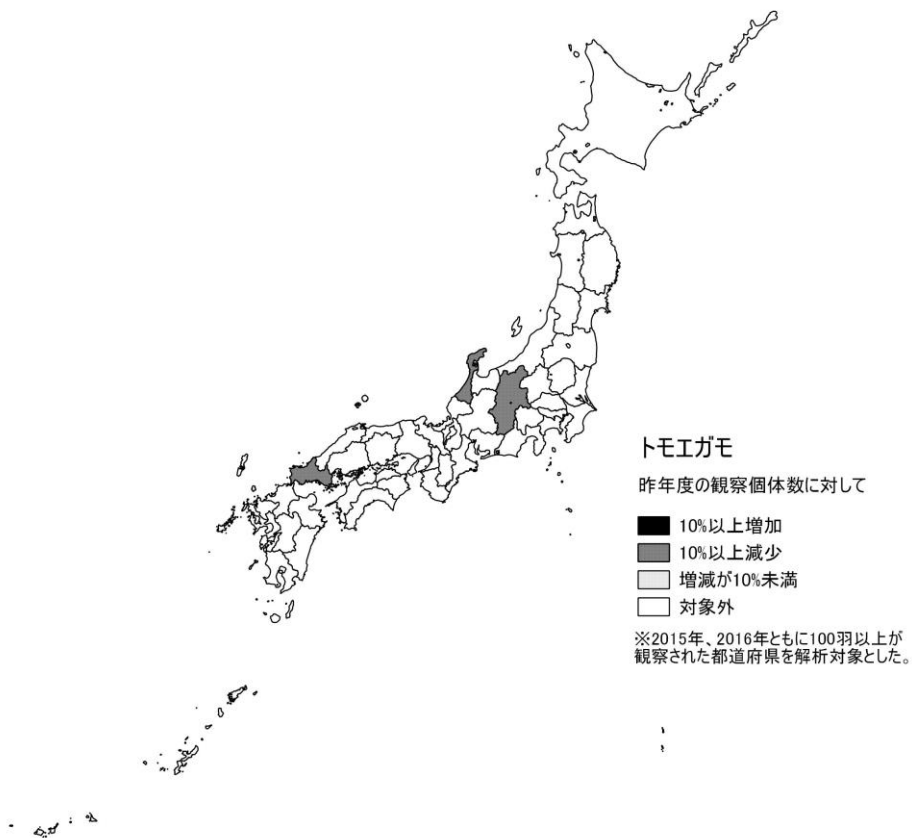 トモエガモ
昨年度の観察個体数に対して
10%以上増加
10%以上減少
増減が10%未満
対象外
※2015年、2016年ともに100羽以上が
観察された都道府県を解析対象とした。